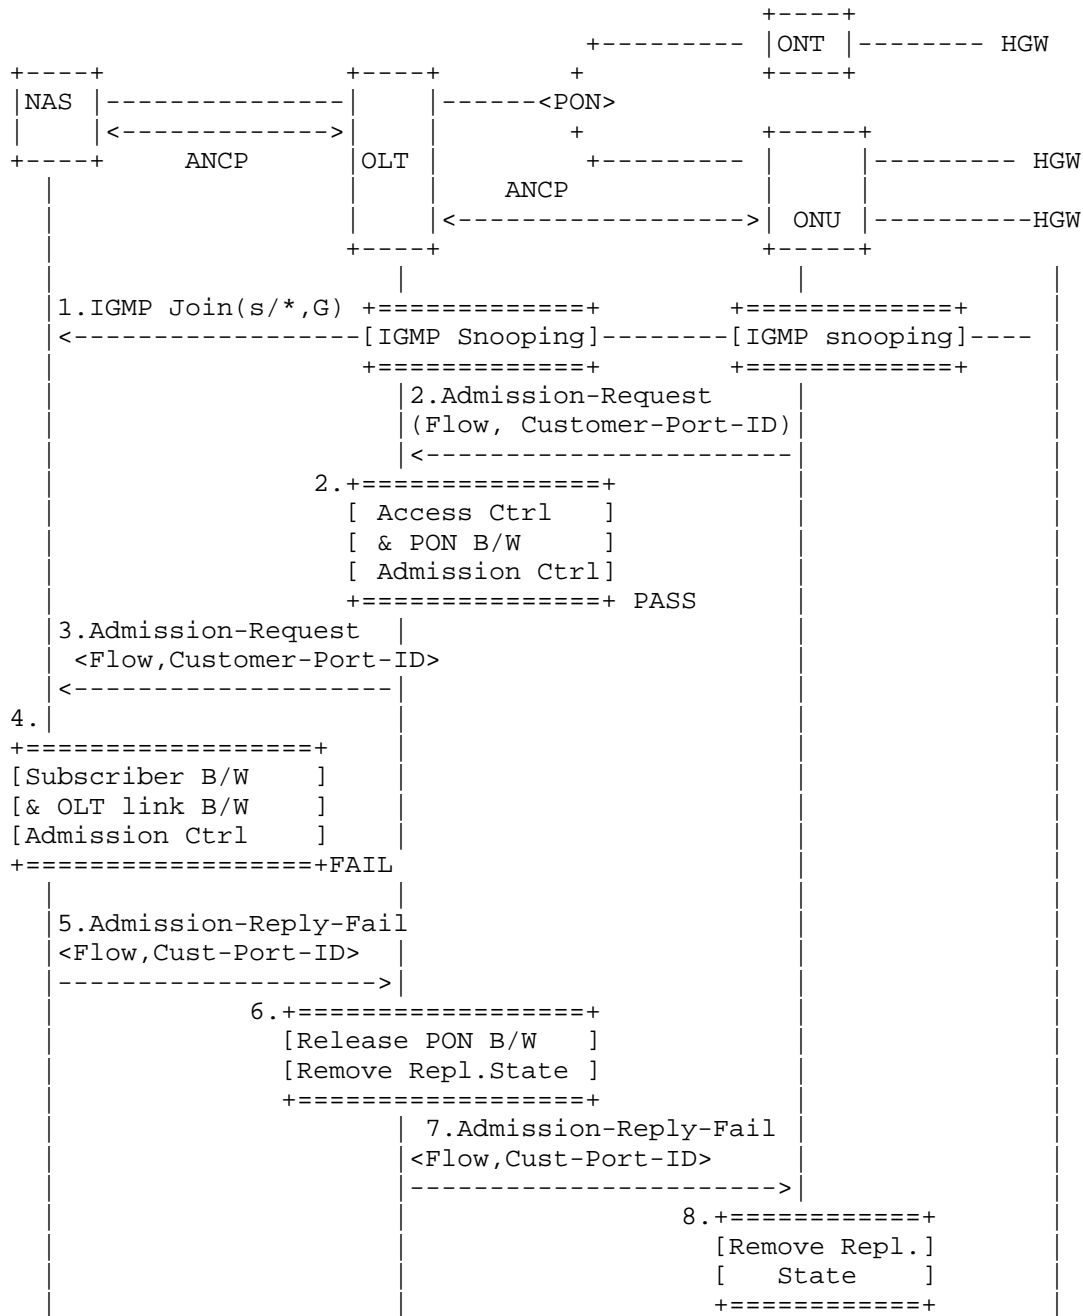 +----+
+--------- |ONT |-------- HGW
+----+ +----+ + +----+
|NAS |---------------| |------<PON>
| |<------------->| | + +-----+
+----+ ANCP |OLT | +--------- | |--------- HGW
| | | ANCP | |
| | |<------------------>| ONU |----------HGW
| +----+ +-----+
| | | |
|1.IGMP Join(s/*,G) +=============+ +=============+ |
|<------------------[IGMP Snooping]--------[IGMP snooping]---- |
| +=============+ +=============+ |
| |2.Admission-Request | |
| |(Flow, Customer-Port-ID)| |
| |<-----------------------| |
| 2.+===============+ | |
| [ Access Ctrl ] | |
| [ & PON B/W ] | |
| [ Admission Ctrl] | |
| +===============+ PASS | |
|3.Admission-Request | | |
| <Flow,Customer-Port-ID> | |
|<--------------------| | |
4.| | | |
+==================+ | | |
[Subscriber B/W ] | | |
[& OLT link B/W ] | | |
[Admission Ctrl ] | | |
+==================+FAIL | |
| | | |
|5.Admission-Reply-Fail | |
|<Flow,Cust-Port-ID> | | |
|-------------------->| | |
| 6.+==================+ | |
| [Release PON B/W ] | |
| [Remove Repl.State ] | |
| +==================+ | |
| | 7.Admission-Reply-Fail | |
| |<Flow,Cust-Port-ID> | |
| |----------------------->| |
| | 8.+============+ |
| | [Remove Repl.] |
| | [ State ] |
| | +============+ |